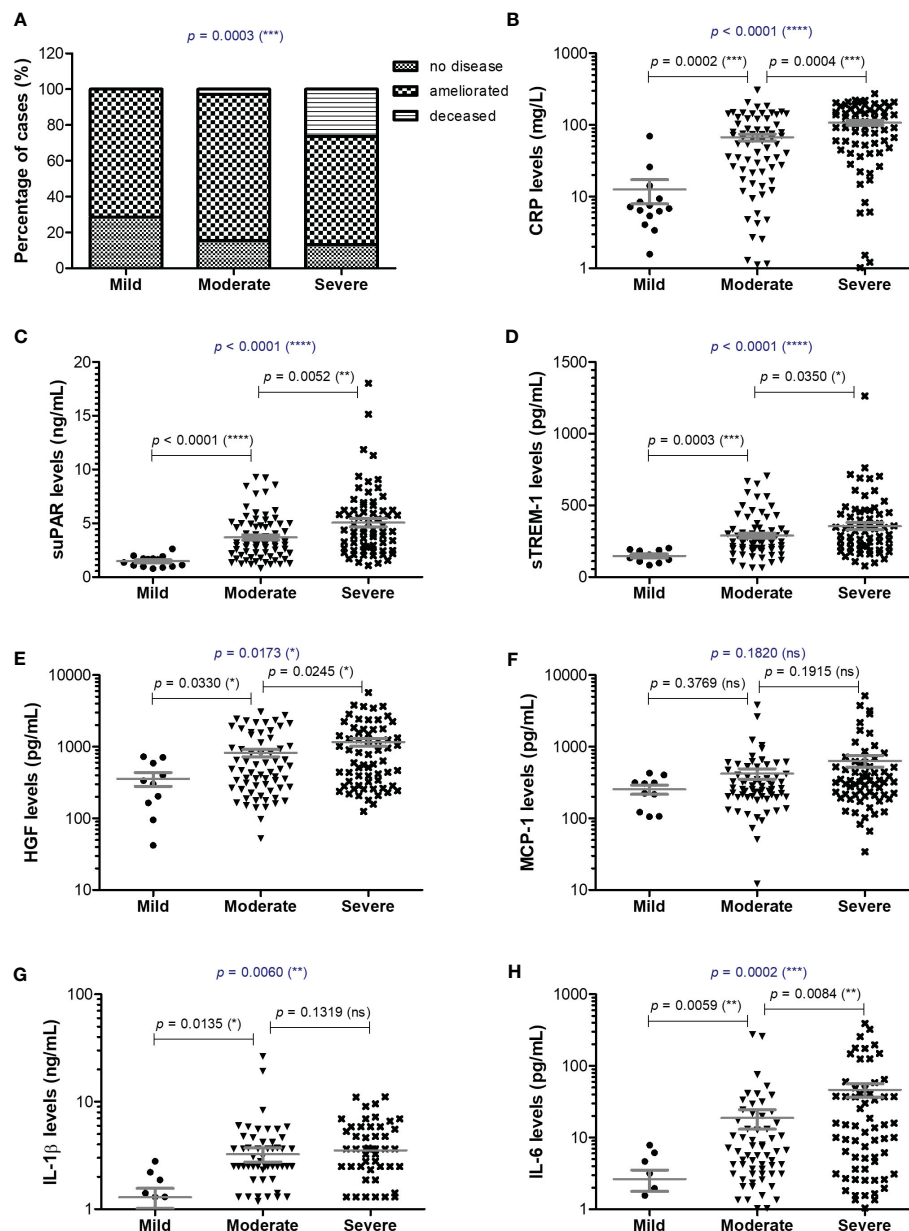 A
p = 0.0003 (***)
Percentage of cases (%)
120
100
80
60
40
20
0
Mild
Moderate
Severe
no disease
ameliorated
deceased
B
p < 0.0001 (****)
p = 0.0002 (***)
p = 0.0004 (***)
CRP levels (mg/L)
1000
100
10
1
Mild
Moderate
Severe
C
p < 0.0001 (****)
p = 0.0052 (**)
p < 0.0001 (****)
suPAR levels (ng/mL)
20
15
10
5
0
Mild
Moderate
Severe
D
p < 0.0001 (****)
p = 0.0350 (*)
p = 0.0003 (***)
sTREM-1 levels (pg/mL)
1500
1000
500
0
Mild
Moderate
Severe
E
p = 0.0173 (*)
p = 0.0330 (*)
p = 0.0245 (*)
HGF levels (pg/mL)
10000
1000
100
10
Mild
Moderate
Severe
F
p = 0.1820 (ns)
p = 0.3769 (ns)
p = 0.1915 (ns)
MCP-1 levels (pg/mL)
10000
1000
100
10
Mild
Moderate
Severe
G
p = 0.0060 (**)
p = 0.0135 (*)
p = 0.1319 (ns)
IL-1β levels (ng/mL)
100
10
1
Mild
Moderate
Severe
H
p = 0.0002 (***)
p = 0.0059 (**)
p = 0.0084 (**)
IL-6 levels (pg/mL)
1000
100
10
1
Mild
Moderate
Severe